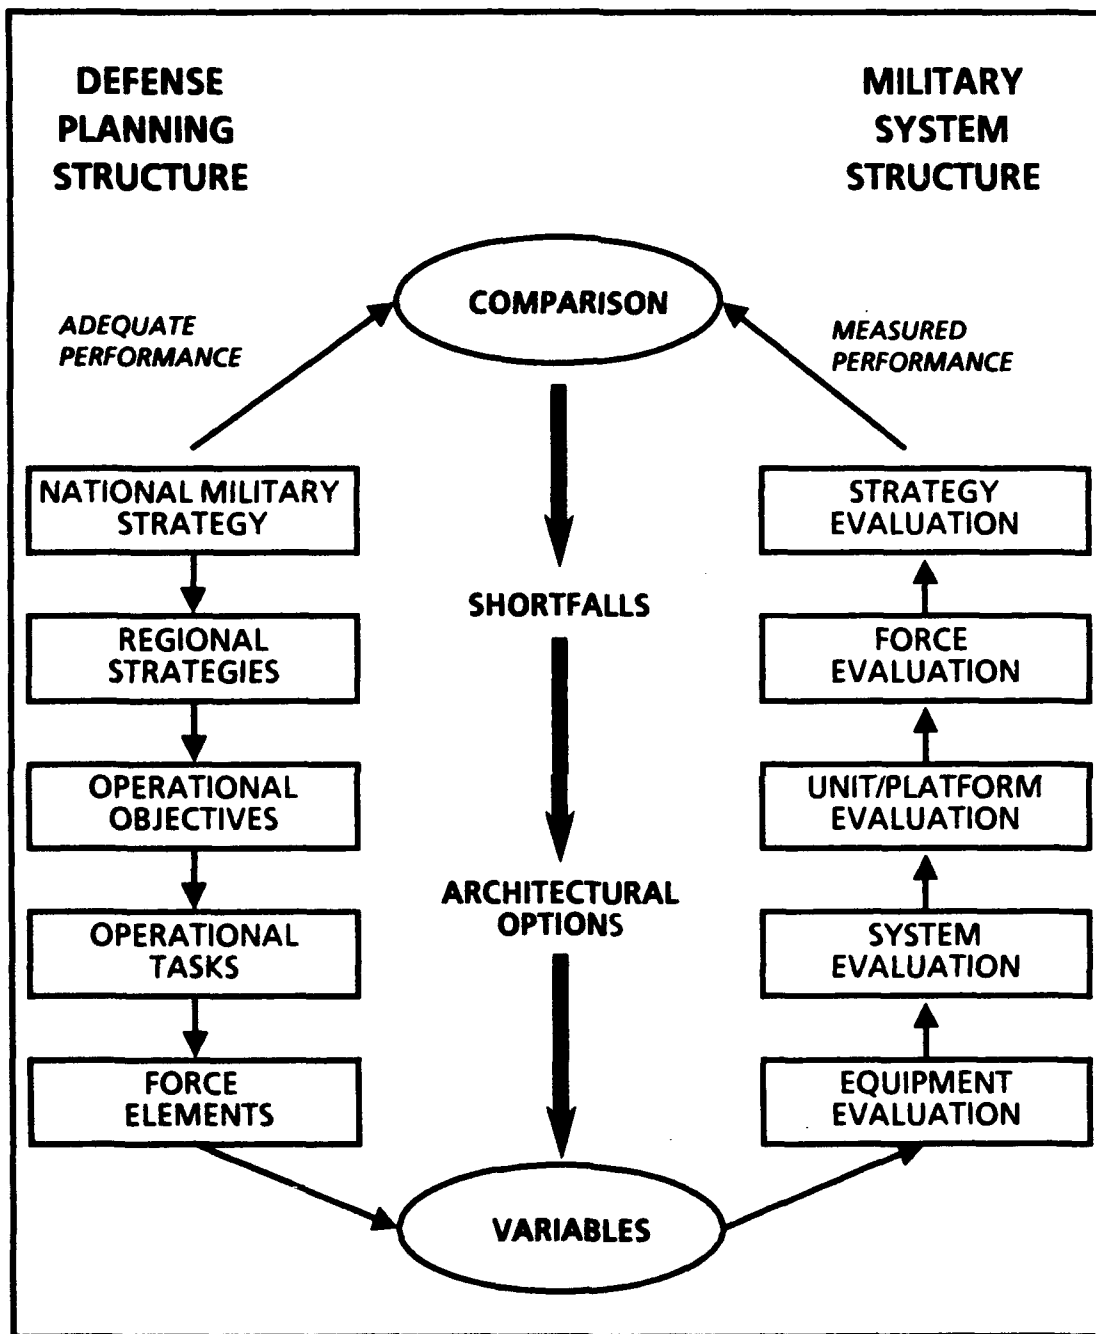 DEFENSE
PLANNING
STRUCTURE
MILITARY
SYSTEM
STRUCTURE
COMPARISON
ADEQUATE
PERFORMANCE
MEASURED
PERFORMANCE
NATIONAL MILITARY
STRATEGY
REGIONAL
STRATEGIES
OPERATIONAL
OBJECTIVES
OPERATIONAL
TASKS
FORCE
ELEMENTS
SHORTFALLS
ARCHITECTURAL
OPTIONS
VARIABLES
STRATEGY
EVALUATION
FORCE
EVALUATION
UNIT/PLATFORM
EVALUATION
SYSTEM
EVALUATION
EQUIPMENT
EVALUATION